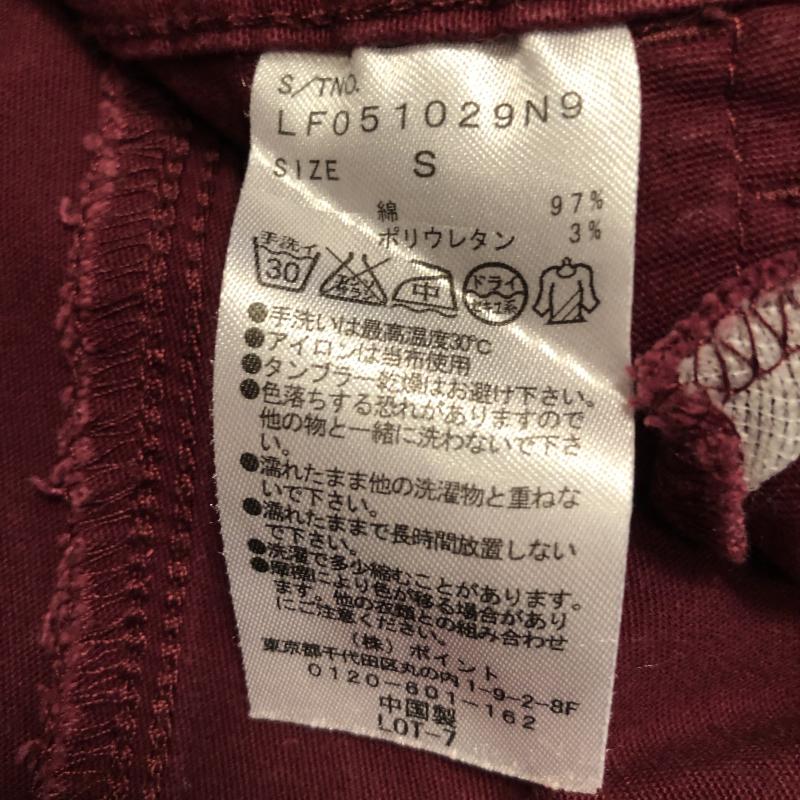 S/TNO.
LF051029N9
SIZE S
綿 97%
ポリウレタン 3%
手洗イ 30 エンソサラシ 中 ドライ セキユ系
●手洗いは最高温度30℃
●アイロンは当布使用
●タンブラー乾燥はお避け下さい。
●色落ちする恐れがありますので
他の物と一緒に洗わないで下さ
い。
●濡れたまま他の洗濯物と重ねな
いで下さい。
●濡れたままで長時間放置しない
で下さい。
●洗濯で多少縮むことがあります。
●摩擦により色が移る場合があり
ます。他の衣類との組み合わせ
にご注意ください。
(株)ポイント
東京都千代田区丸の内1-9-2-8F
0120-601-162
中国製
LOT-7